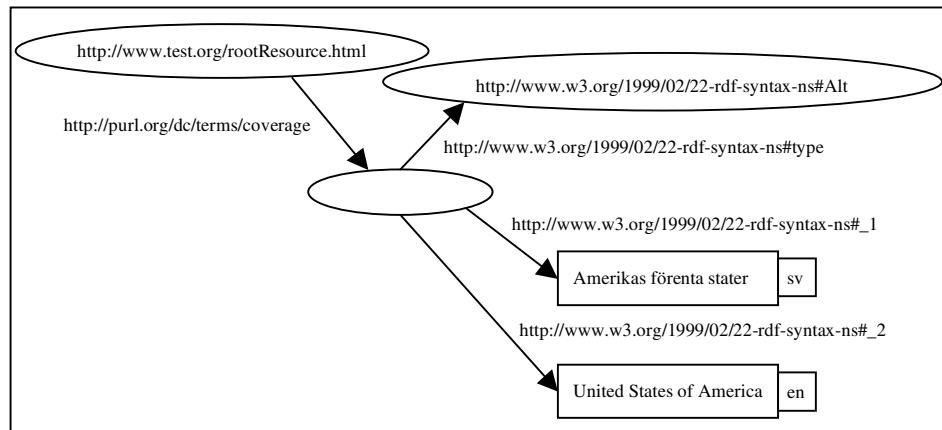 http://www.test.org/rootResource.html
http://www.w3.org/1999/02/22-rdf-syntax-ns#Alt
http://purl.org/dc/terms/coverage
http://www.w3.org/1999/02/22-rdf-syntax-ns#type
http://www.w3.org/1999/02/22-rdf-syntax-ns#_1
Amerikas förenta stater sv
http://www.w3.org/1999/02/22-rdf-syntax-ns#_2
United States of America en